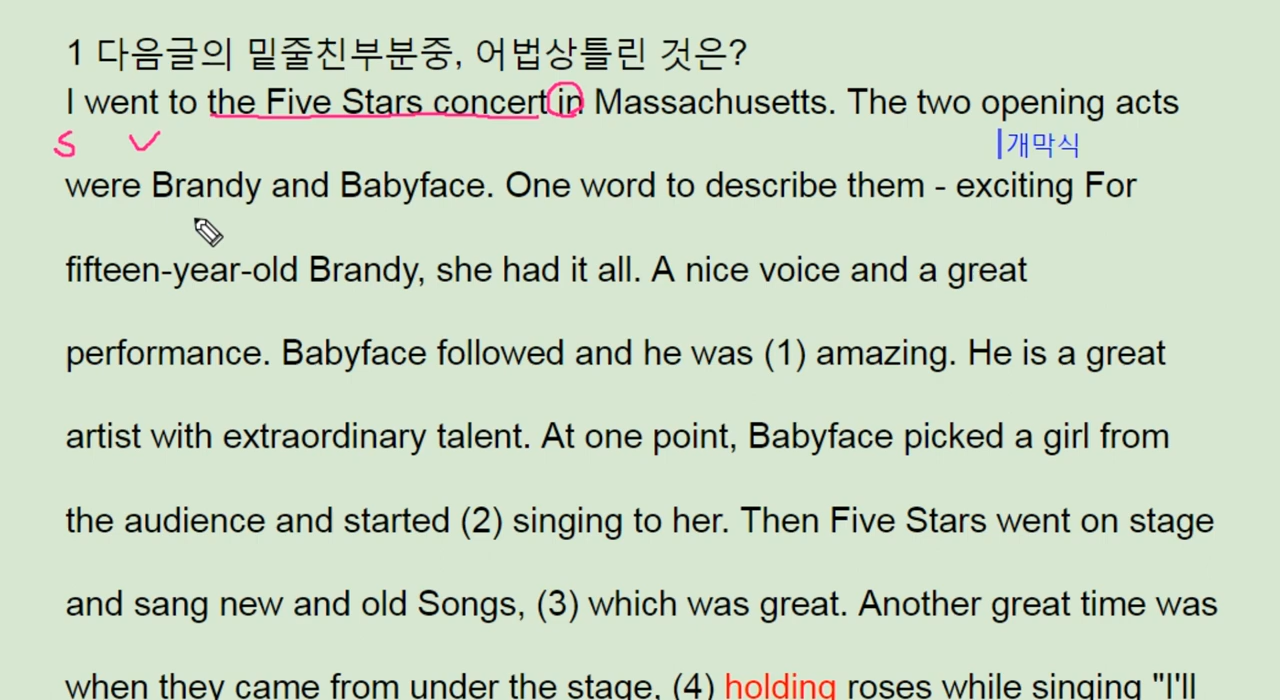 1 다음글의 밑줄친부분중, 어법상틀린 것은?
I went to the Five Stars concert in Massachusetts. The two opening acts
S V 개막식
were Brandy and Babyface. One word to describe them - exciting For
fifteen-year-old Brandy, she had it all. A nice voice and a great
performance. Babyface followed and he was (1) amazing. He is a great
artist with extraordinary talent. At one point, Babyface picked a girl from
the audience and started (2) singing to her. Then Five Stars went on stage
and sang new and old Songs, (3) which was great. Another great time was
when they came from under the stage, (4) holding roses while singing "I'll